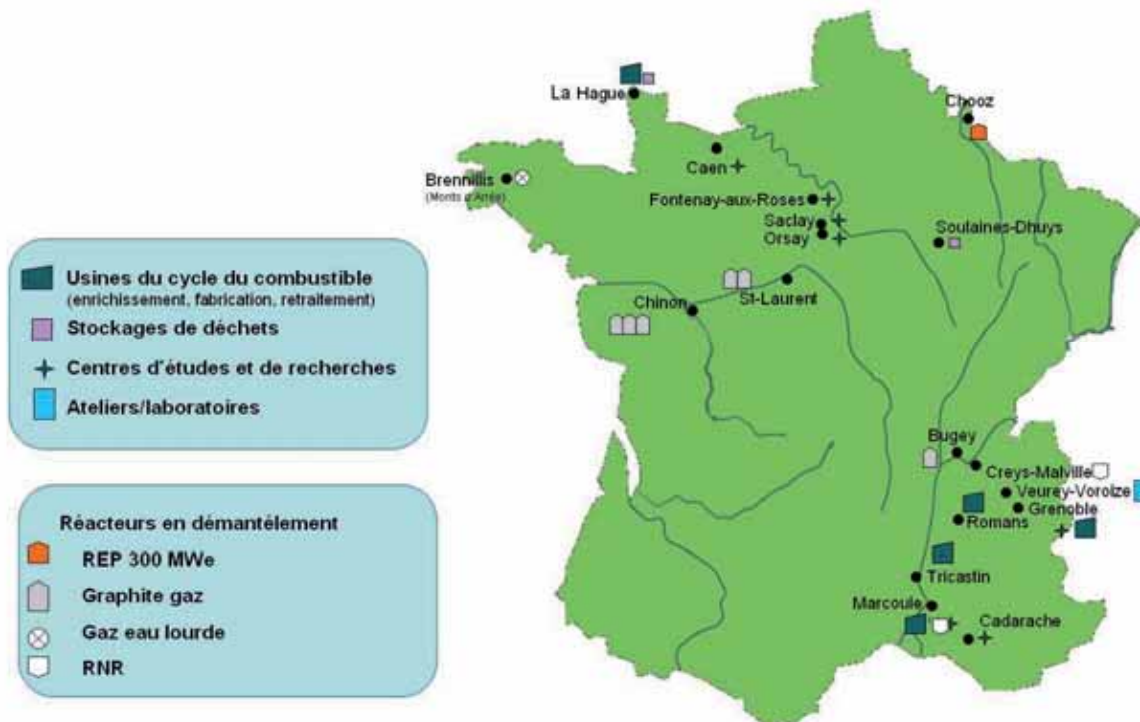 La Hague
Chooz
Caen
Brennillis
(Monts d'Arrée)
Fontenay-aux-Roses
Saclay
Orsay
Soulaines-Dhuys
St-Laurent
Chinon
Usines du cycle du combustible
(enrichissement, fabrication, retraitement)
Stockages de déchets
Centres d'études et de recherches
Ateliers/laboratoires
Bugey
Creys-Malville
Veurey-Voroize
Grenoble
Romans
Tricastin
Marcoule
Cadarache
Réacteurs en démantélement
REP 300 MWe
Graphite gaz
Gaz eau lourde
RNR